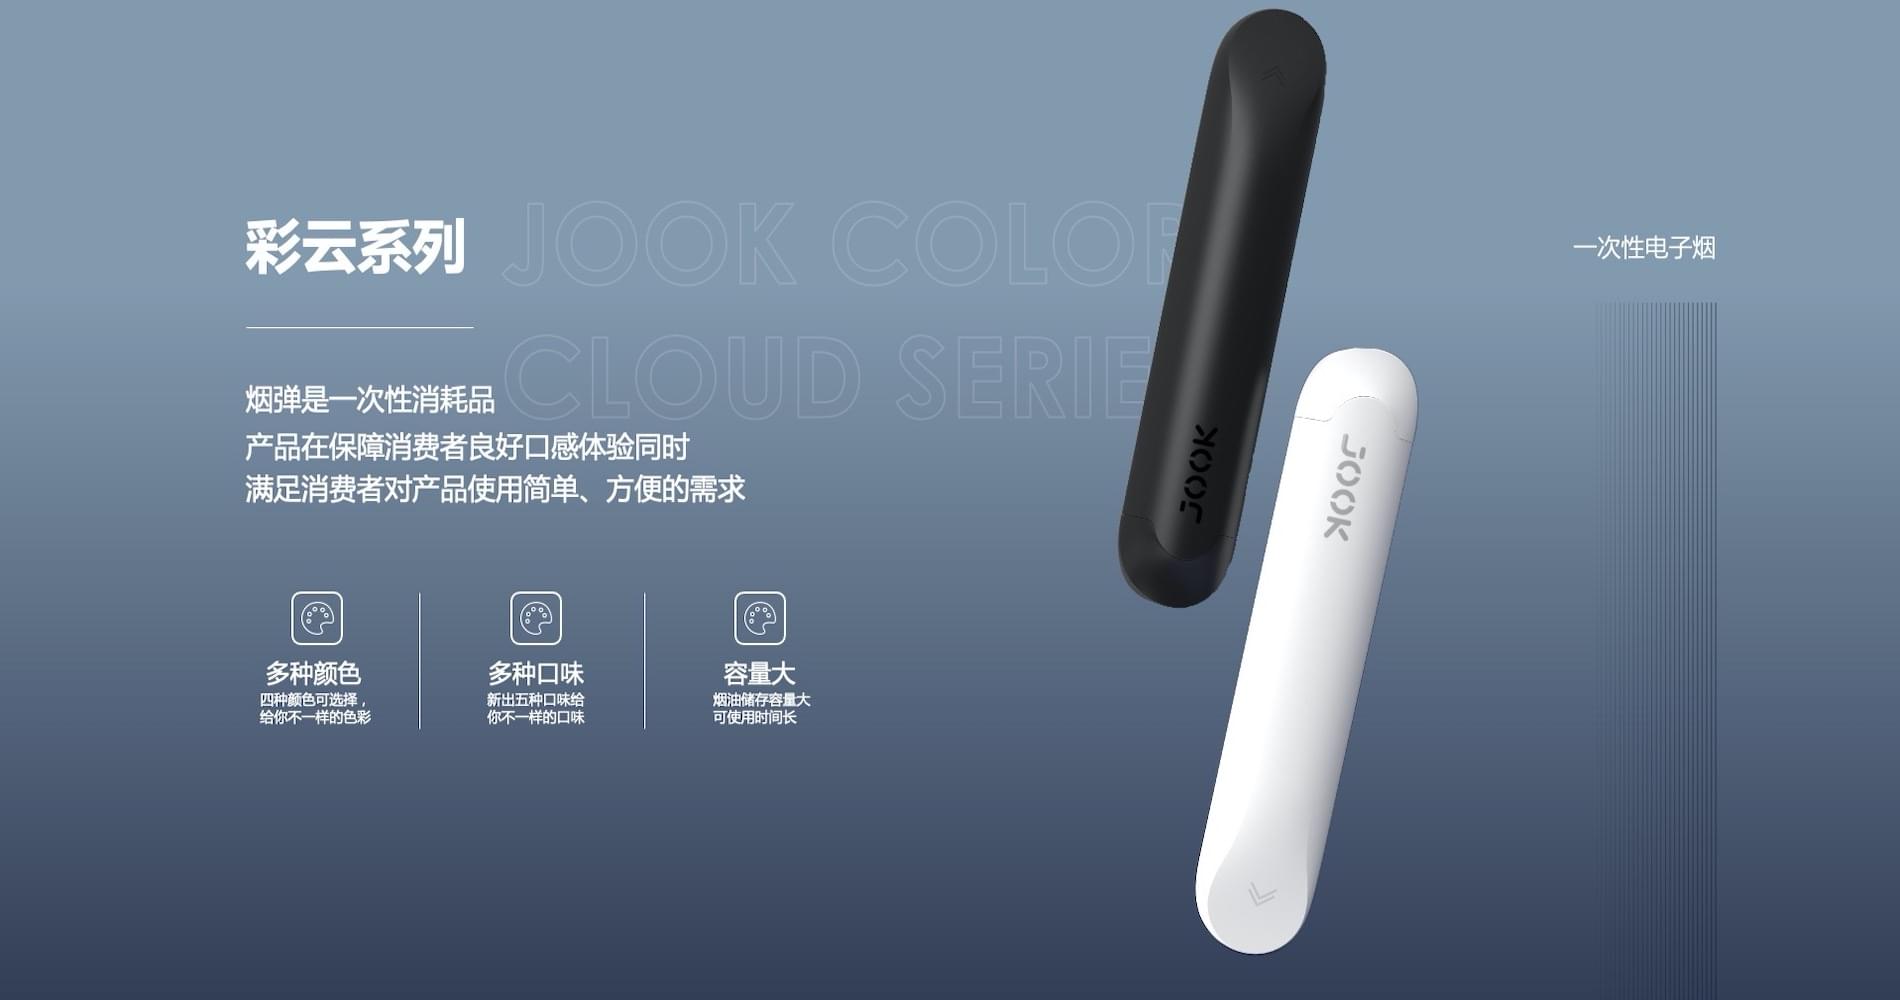 彩云系列
JOOK COLOR
CLOUD SERIE
一次性电子烟
烟弹是一次性消耗品
产品在保障消费者良好口感体验同时
满足消费者对产品使用简单、方便的需求
多种颜色
四种颜色可选择，
给你不一样的色彩
多种口味
新出五种口味给
你不一样的口味
容量大
烟油储存容量大
可使用时间长
JOOK
JOOK